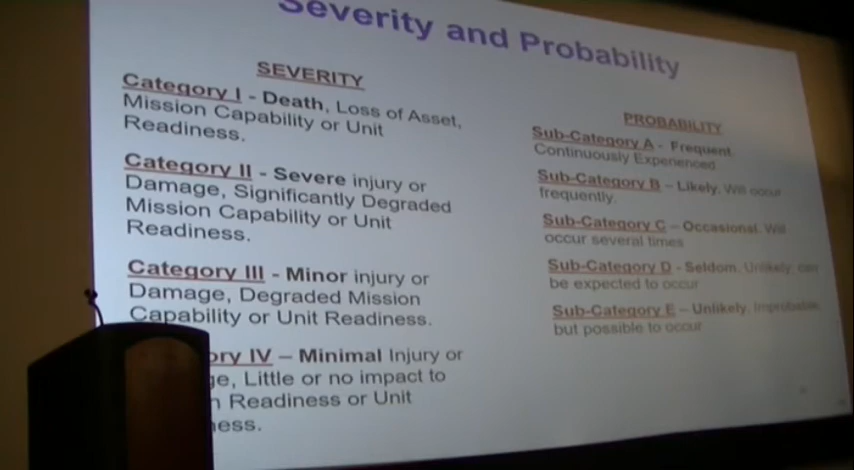 Severity and Probability
SEVERITY
Category I - Death, Loss of Asset,
Mission Capability or Unit
Readiness.
Category II - Severe injury or
Damage, Significantly Degraded
Mission Capability or Unit
Readiness.
Category III - Minor injury or
Damage, Degraded Mission
Capability or Unit Readiness.
ory IV – Minimal Injury or
ge, Little or no impact to
n Readiness or Unit
ness.
PROBABILITY
Sub-Category A - Frequent.
Continuously Experienced
Sub-Category B – Likely. Will occur
frequently.
Sub-Category C – Occasional. Will
occur several times
Sub-Category D - Seldom. Unlikely; can
be expected to occur
Sub-Category E – Unlikely. Improbable,
but possible to occur